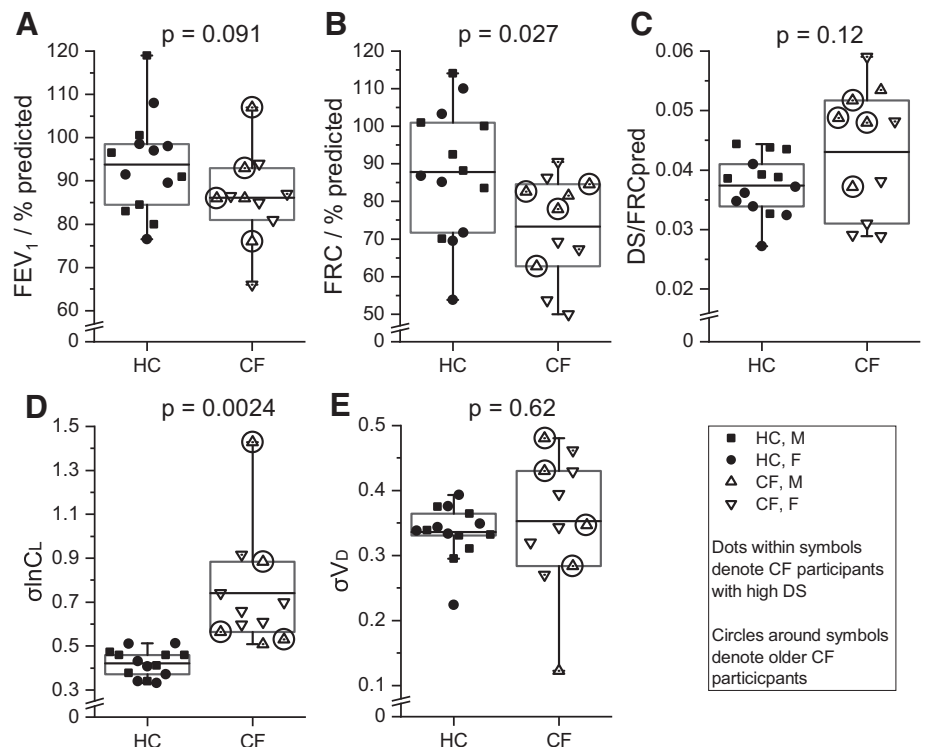 A
p = 0.091
FEV1 / % predicted
120
110
100
90
80
70
60
0
HC
CF
B
p = 0.027
FRC / % predicted
120
110
100
90
80
70
60
50
0
HC
CF
C
p = 0.12
DS/FRCpred
0.06
0.05
0.04
0.03
0.02
0
HC
CF
D
p = 0.0024
σlnCL
1.5
1.3
1.1
0.9
0.7
0.5
0.3
0
HC
CF
E
p = 0.62
σVD
0.5
0.4
0.3
0.2
0.1
0
HC
CF
HC, M
HC, F
CF, M
CF, F
Dots within symbols
denote CF participants
with high DS
Circles around symbols
denote older CF
particicpants